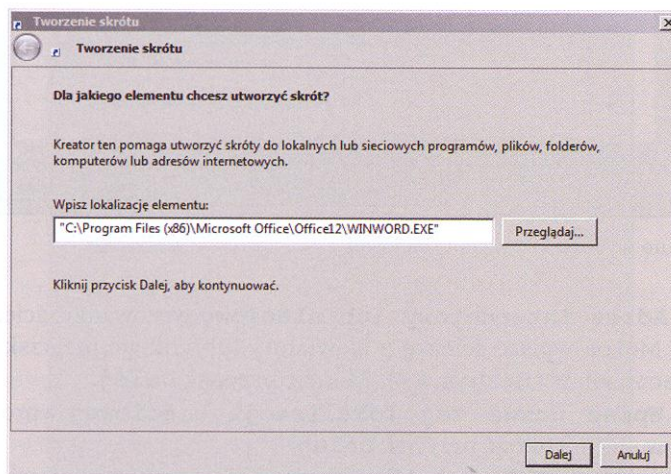 Tworzenie skrótu
Tworzenie skrótu
Dla jakiego elementu chcesz utworzyć skrót?
Kreator ten pomaga utworzyć skróty do lokalnych lub sieciowych programów, plików, folderów,
komputerów lub adresów internetowych.
Wpisz lokalizację elementu:
"C:\Program Files (x86)\Microsoft Office\Office12\WINWORD.EXE"
Przeglądaj...
Kliknij przycisk Dalej, aby kontynuować.
Dalej
Anuluj